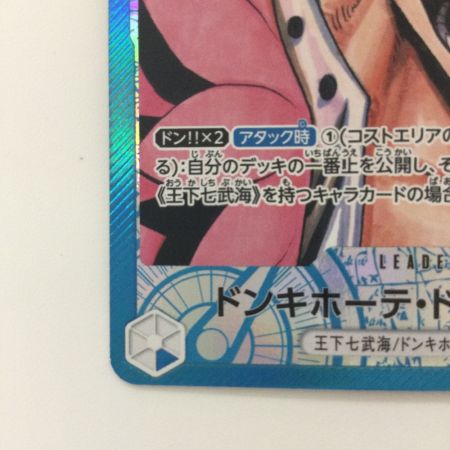 ドン!!×2 アタック時 ①(コストエリアの
る):自分のデッキの一番上を公開し、そ
《王下七武海》を持つキャラカードの場合
LEADE
ドンキホーテ・ド
王下七武海/ドンキホ